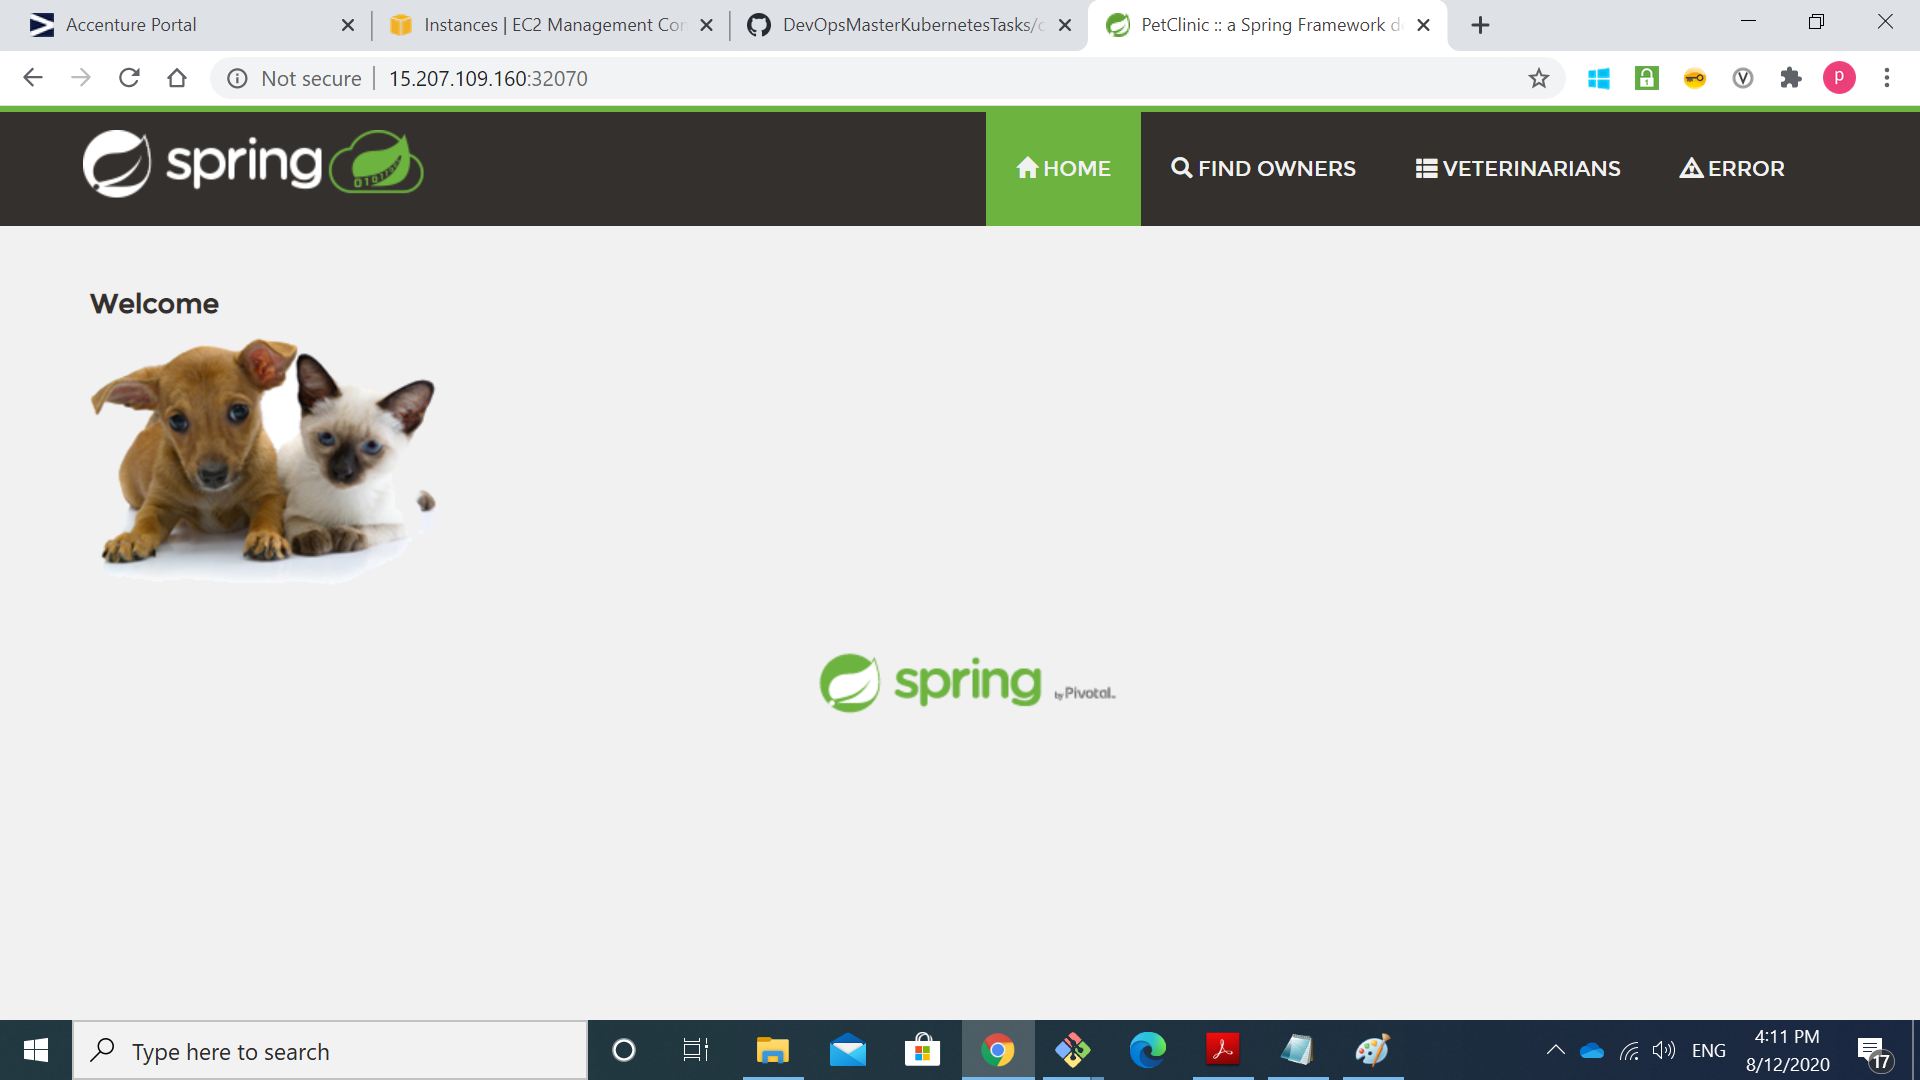 Accenture Portal
Instances | EC2 Management Con
DevOpsMasterKubernetesTasks/c
PetClinic :: a Spring Framework de
Not secure | 15.207.109.160:32070
P
spring
HOME
FIND OWNERS
VETERINARIANS
ERROR
Welcome
spring by Pivotal
Type here to search
ENG
4:11 PM
8/12/2020
17